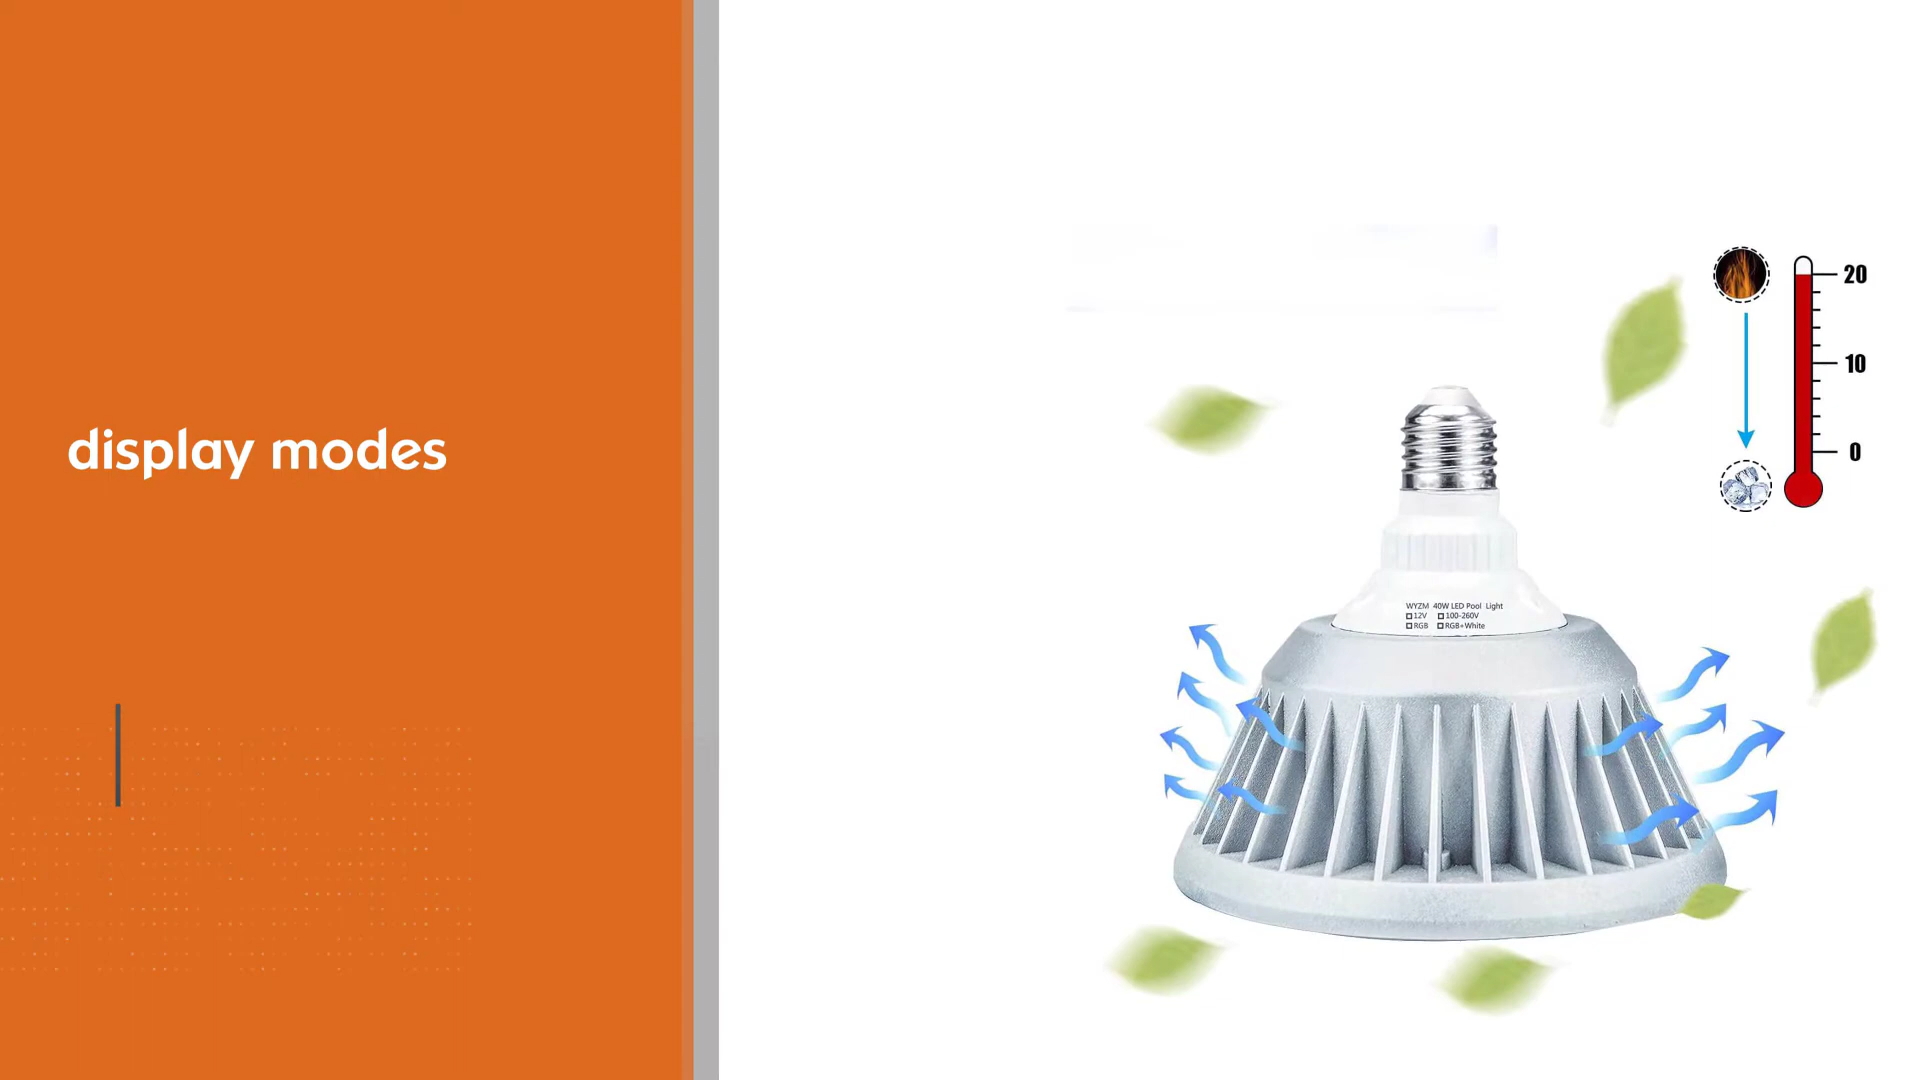 display modes
20
10
0
WYZM 40W LED Pool Light
12V 100-260V
RGB RGB+White